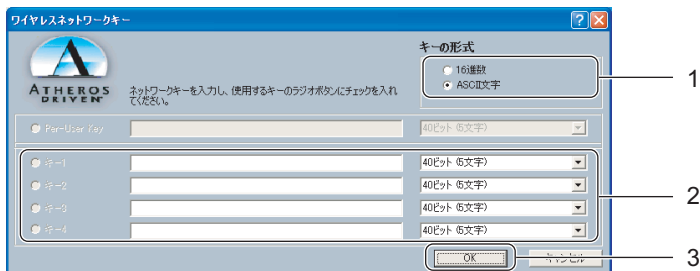 ワイヤレスネットワークキー
キーの形式
16進数
ASCII文字
1
ATHEROS
DRIVEN
ネットワークキーを入力し、使用するキーのラジオボタンにチェックを入れ
てください。
Per-User Key
40ビット (5文字)
キー1
40ビット (5文字)
キー2
40ビット (5文字)
2
キー3
40ビット (5文字)
キー4
40ビット (5文字)
OK
キャンセル
3